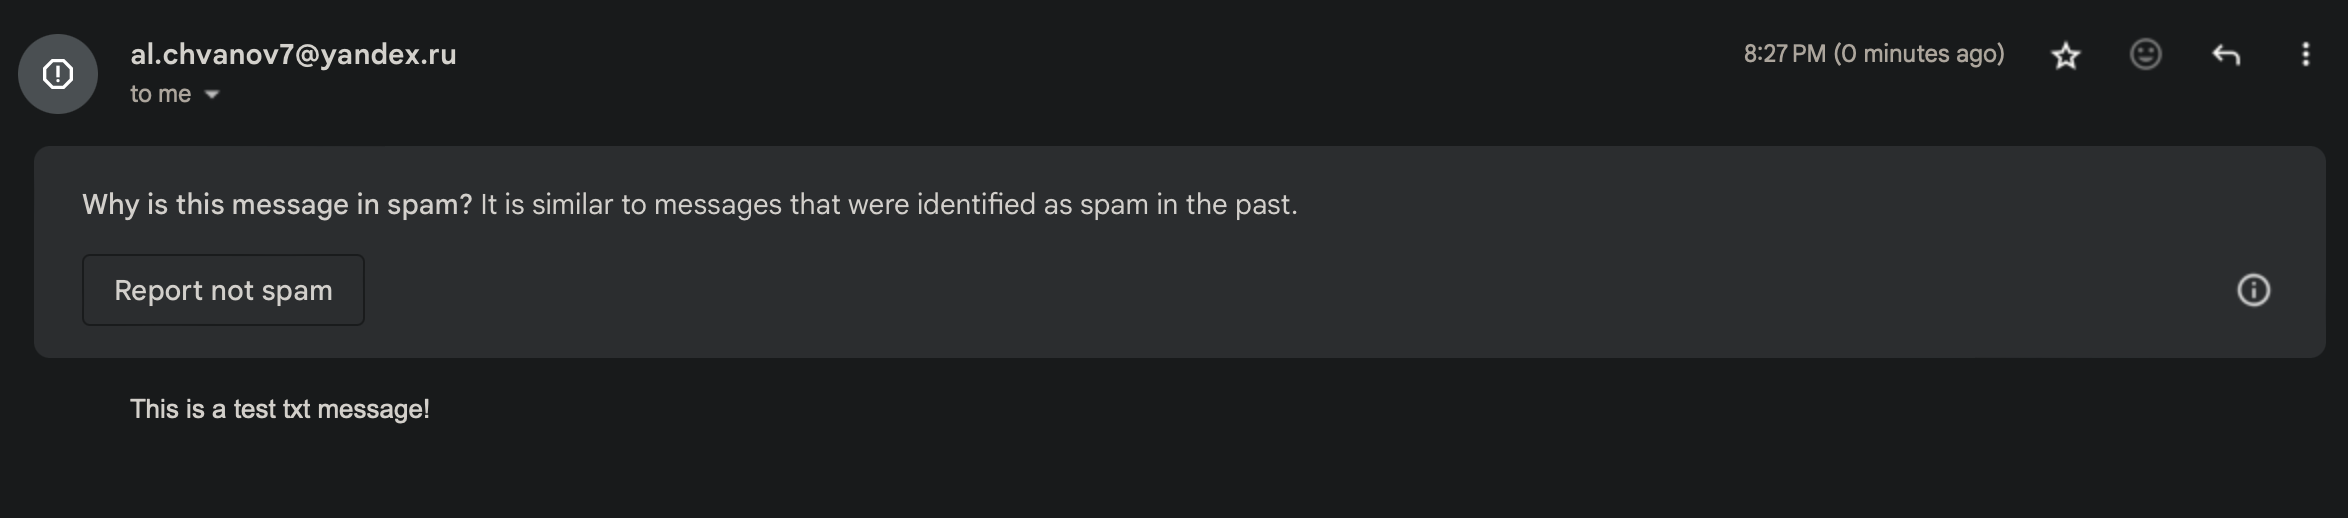 al.chvanov7@yandex.ru 8:27 PM (0 minutes ago)
to me
Why is this message in spam? It is similar to messages that were identified as spam in the past.
Report not spam
This is a test txt message!